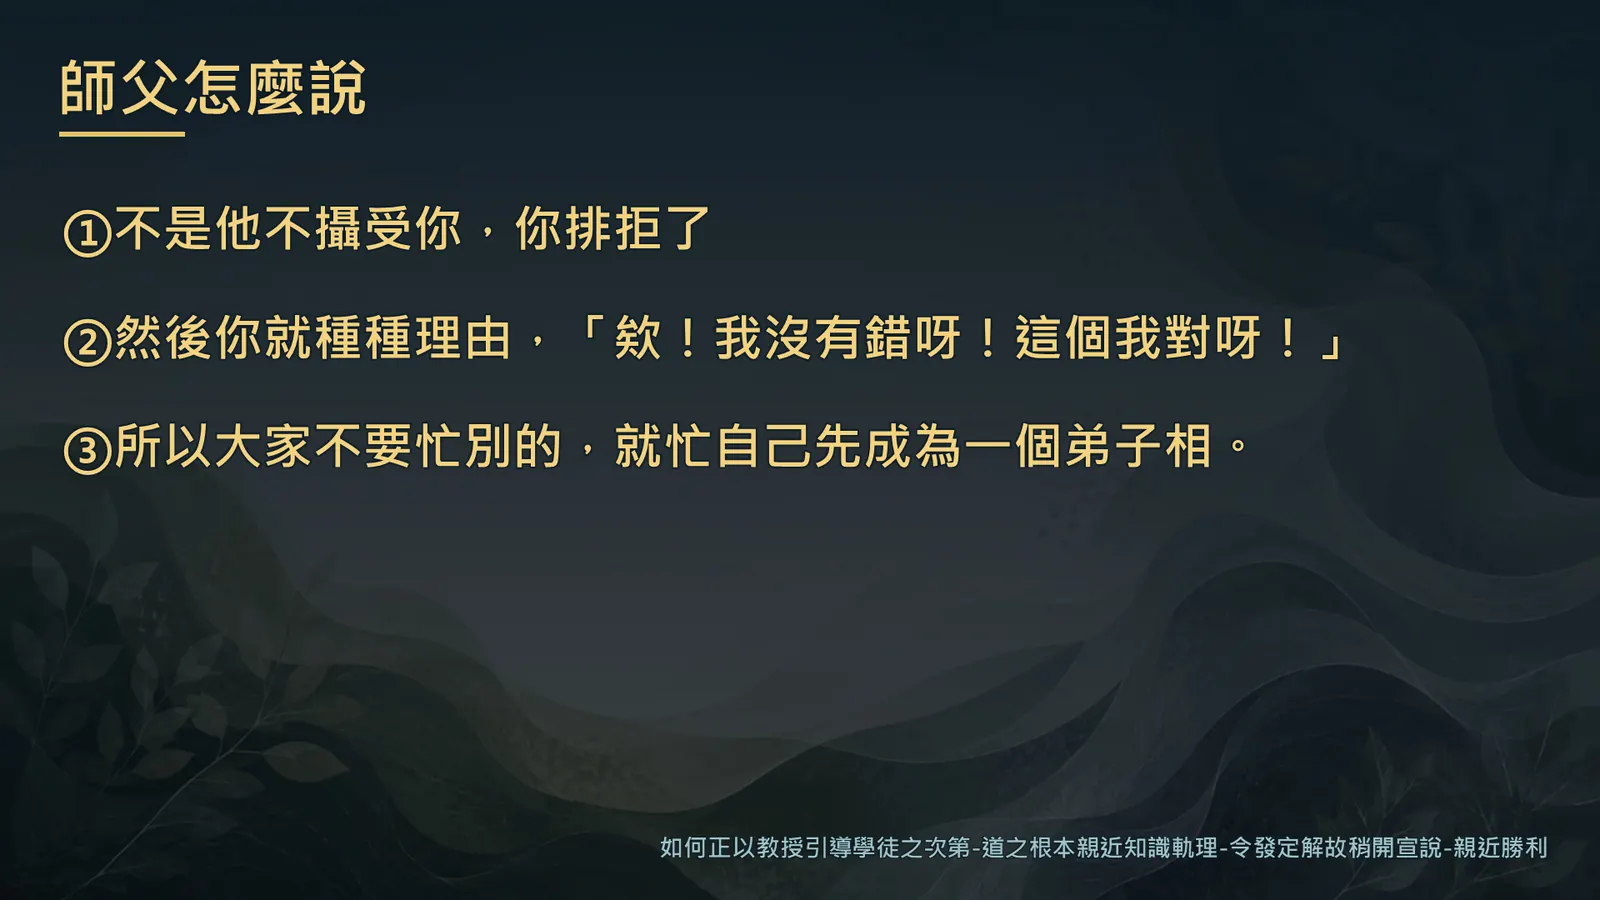 師父怎麼說
①不是他不攝受你，你排拒了
②然後你就種種理由，「欸！我沒有錯呀！這個我對呀！」
③所以大家不要忙別的，就忙自己先成為一個弟子相。
如何正以教授引導學徒之次第-道之根本親近知識軌理-令發定解故稍開宣說-親近勝利